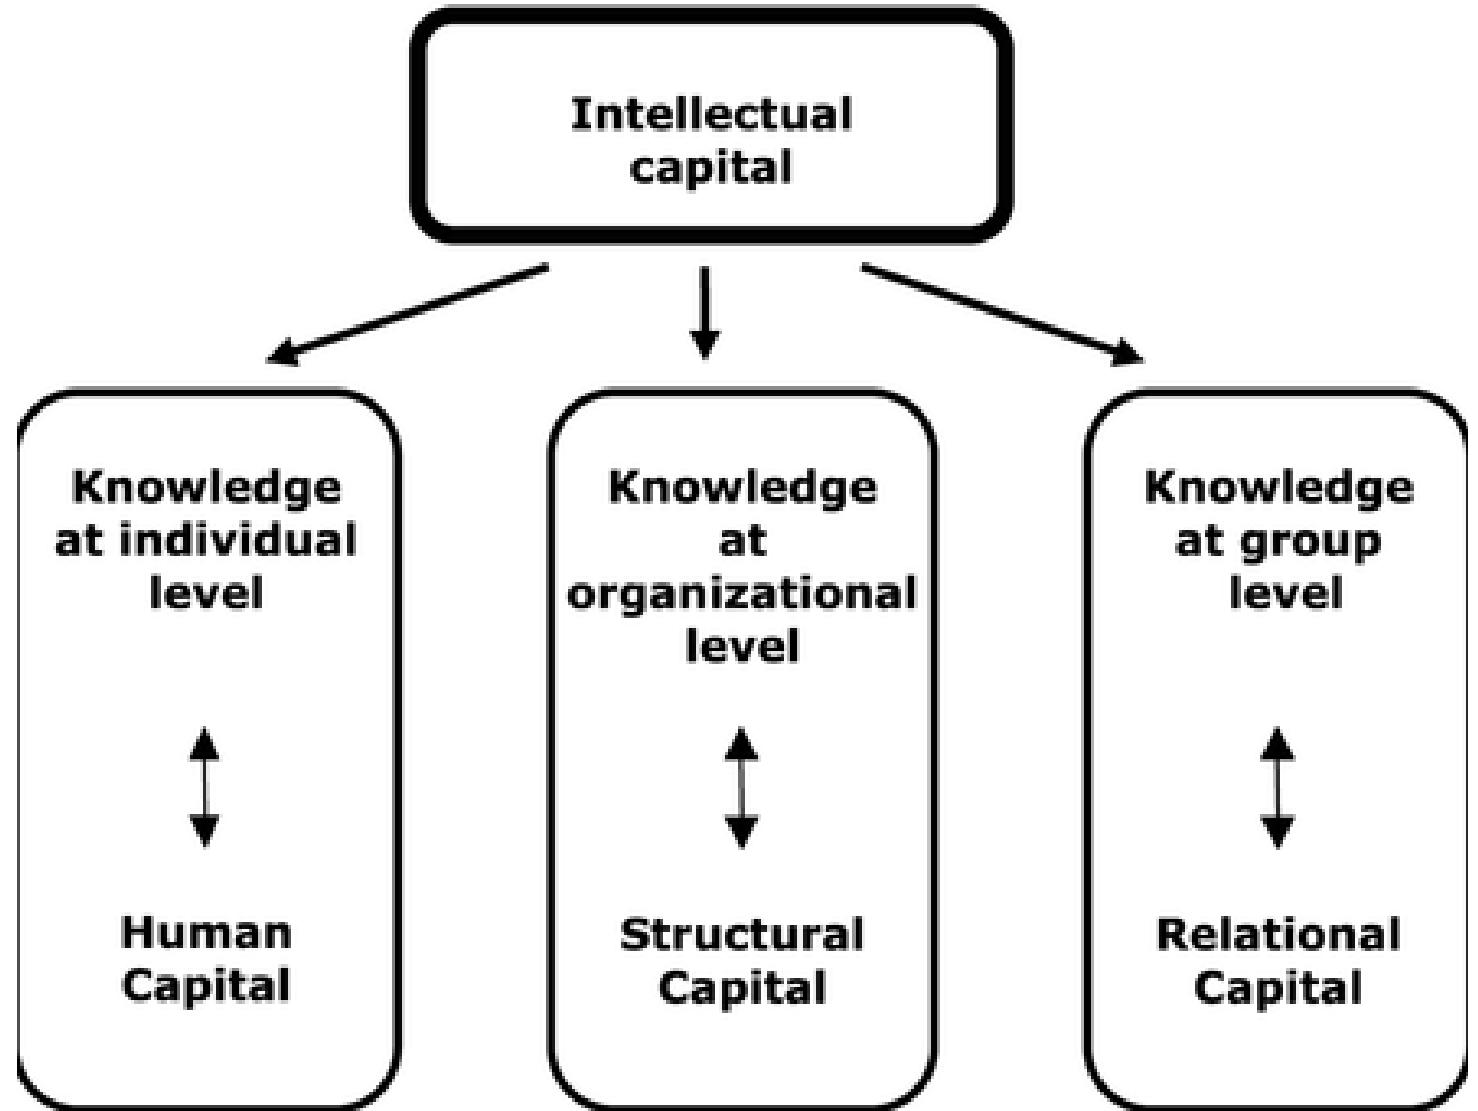 Intellectual
capital
Knowledge
at individual
level
Human
Capital
Knowledge
at
organizational
level
Structural
Capital
Knowledge
at group
level
Relational
Capital